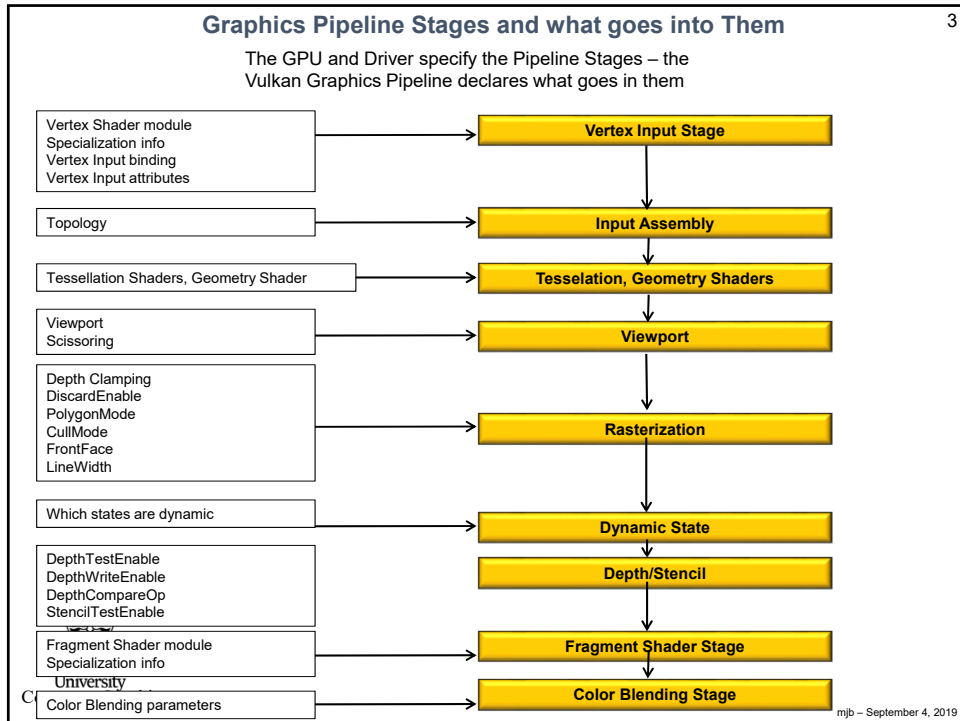 Graphics Pipeline Stages and what goes into Them
3
The GPU and Driver specify the Pipeline Stages – the
Vulkan Graphics Pipeline declares what goes in them
Vertex Shader module
Specialization info
Vertex Input binding
Vertex Input attributes
Vertex Input Stage
Topology
Input Assembly
Tessellation Shaders, Geometry Shader
Tesselation, Geometry Shaders
Viewport
Scissoring
Viewport
Depth Clamping
DiscardEnable
PolygonMode
CullMode
FrontFace
LineWidth
Rasterization
Which states are dynamic
Dynamic State
DepthTestEnable
DepthWriteEnable
DepthCompareOp
StencilTestEnable
Depth/Stencil
Fragment Shader module
Specialization info
Fragment Shader Stage
University
Color Blending parameters
Color Blending Stage
mjb – September 4, 2019